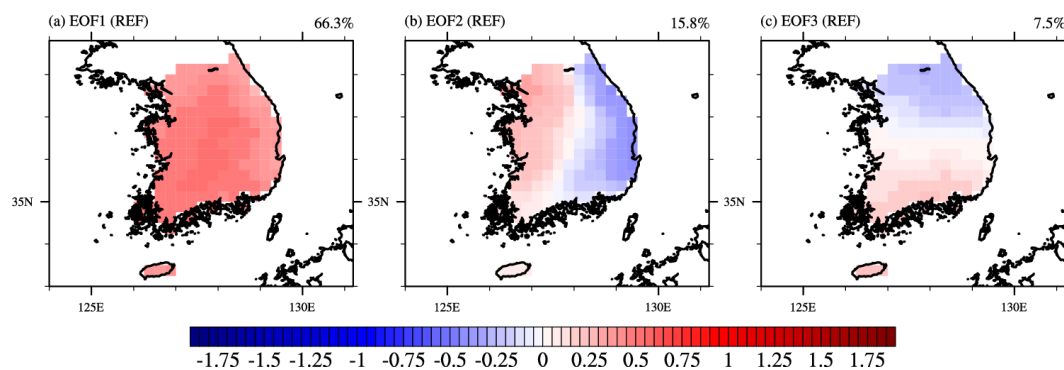 (a) EOF1 (REF) 66.3% (b) EOF2 (REF) 15.8% (c) EOF3 (REF) 7.5%
35N 35N 35N
125E 130E 125E 130E 125E 130E
-1.75 -1.5 -1.25 -1 -0.75 -0.5 -0.25 0 0.25 0.5 0.75 1 1.25 1.5 1.75